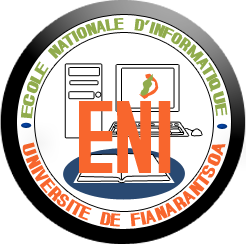 ECOLE NATIONALE D'INFORMATIQUE
ENI
UNIVERSITE DE FIANARANTSOA